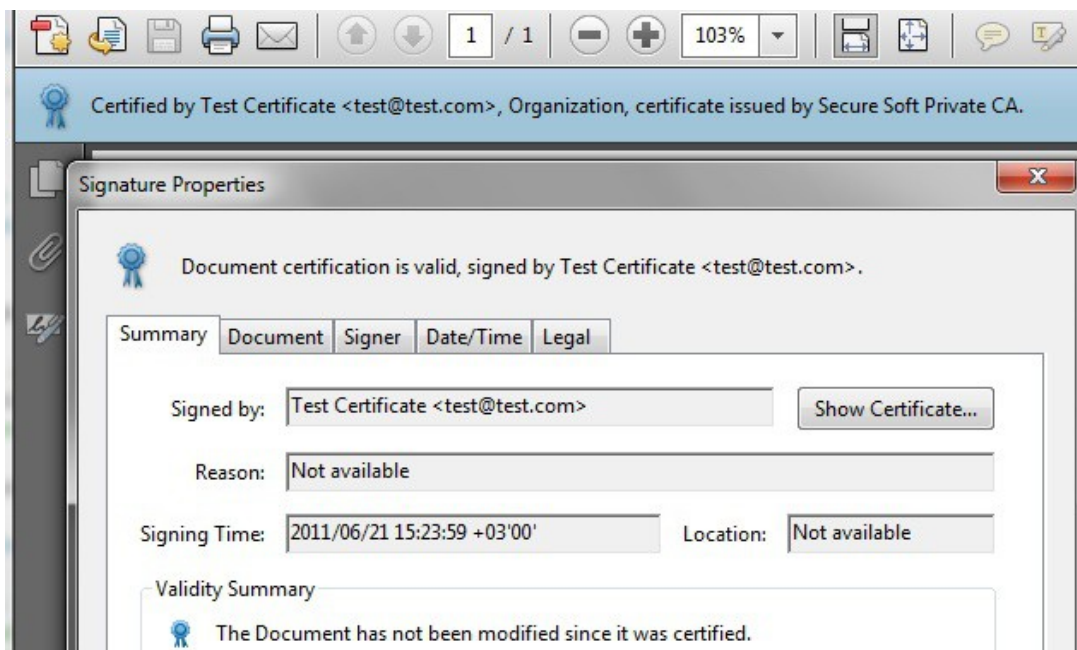 1 / 1 103%
Certified by Test Certificate <test@test.com>, Organization, certificate issued by Secure Soft Private CA.
Signature Properties
Document certification is valid, signed by Test Certificate <test@test.com>.
Summary Document Signer Date/Time Legal
Signed by: Test Certificate <test@test.com> Show Certificate...
Reason: Not available
Signing Time: 2011/06/21 15:23:59 +03'00' Location: Not available
Validity Summary
The Document has not been modified since it was certified.